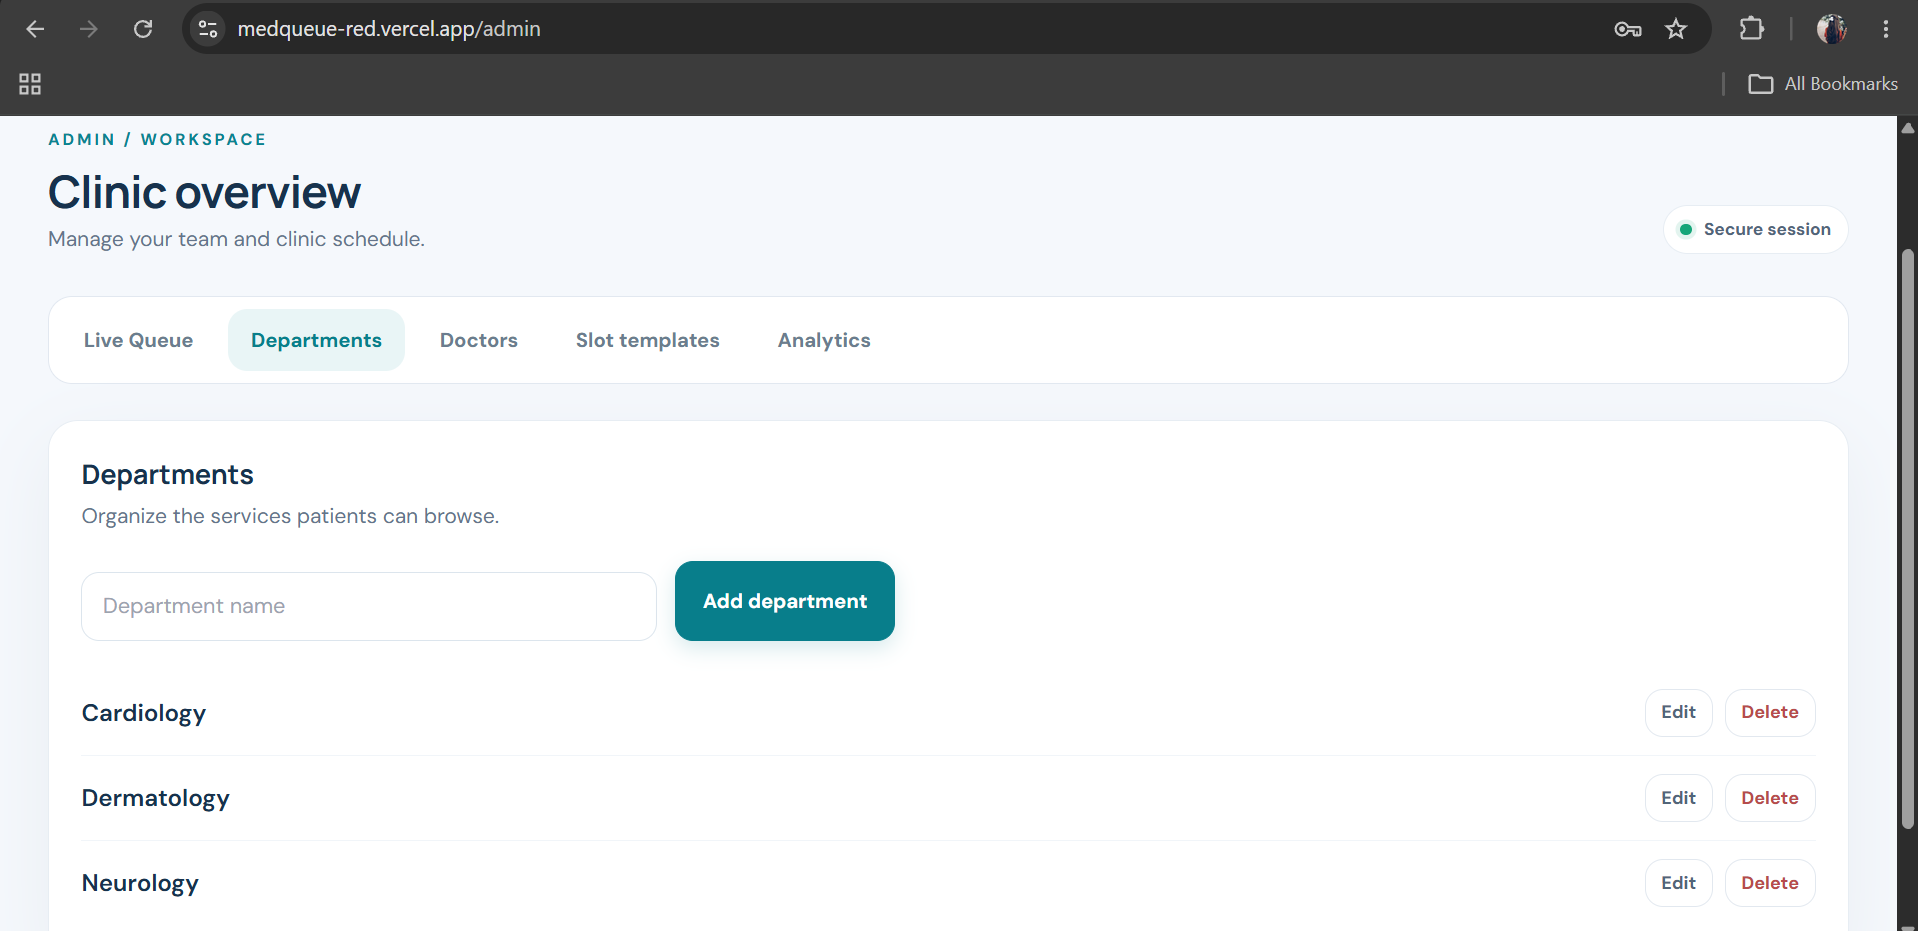 medqueue-red.vercel.app/admin
All Bookmarks
ADMIN / WORKSPACE
Clinic overview
Manage your team and clinic schedule.
Secure session
Live Queue Departments Doctors Slot templates Analytics
Departments
Organize the services patients can browse.
Department name Add department
Cardiology Edit Delete
Dermatology Edit Delete
Neurology Edit Delete